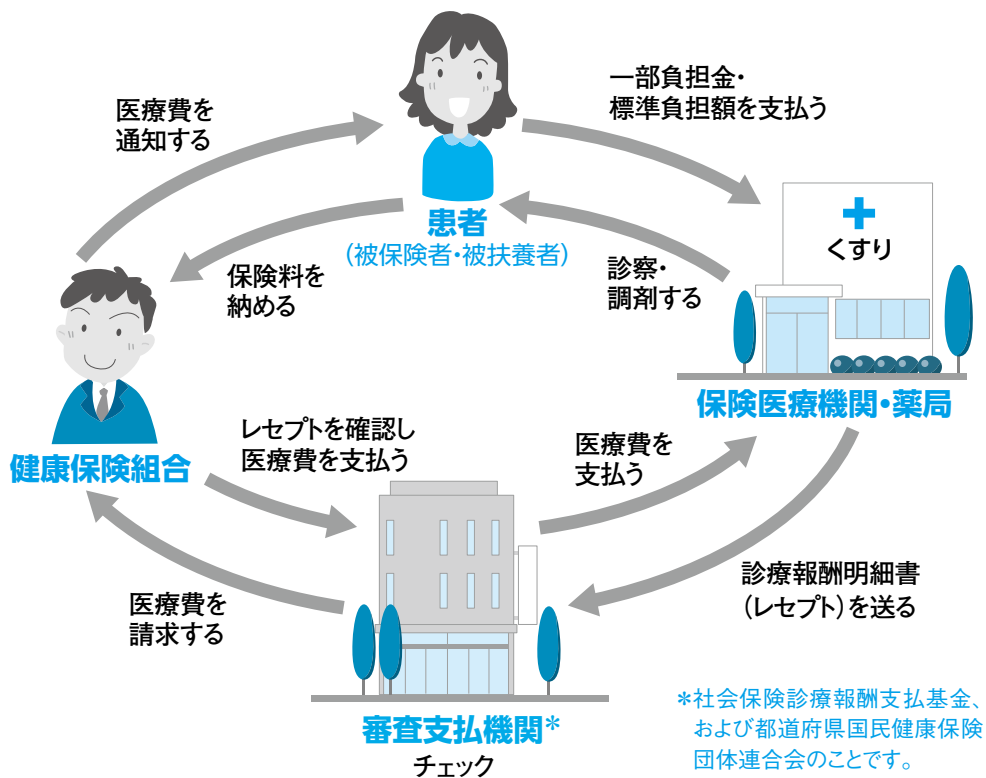 医療費を
通知する
一部負担金・
標準負担額を支払う
患者
（被保険者・被扶養者）
くすり
保険料を
納める
診察・
調剤する
保険医療機関・薬局
健康保険組合
レセプトを確認し
医療費を支払う
医療費を
支払う
医療費を
請求する
診療報酬明細書
（レセプト）を送る
審査支払機関＊
チェック
＊社会保険診療報酬支払基金、
および都道府県国民健康保険
団体連合会のことです。